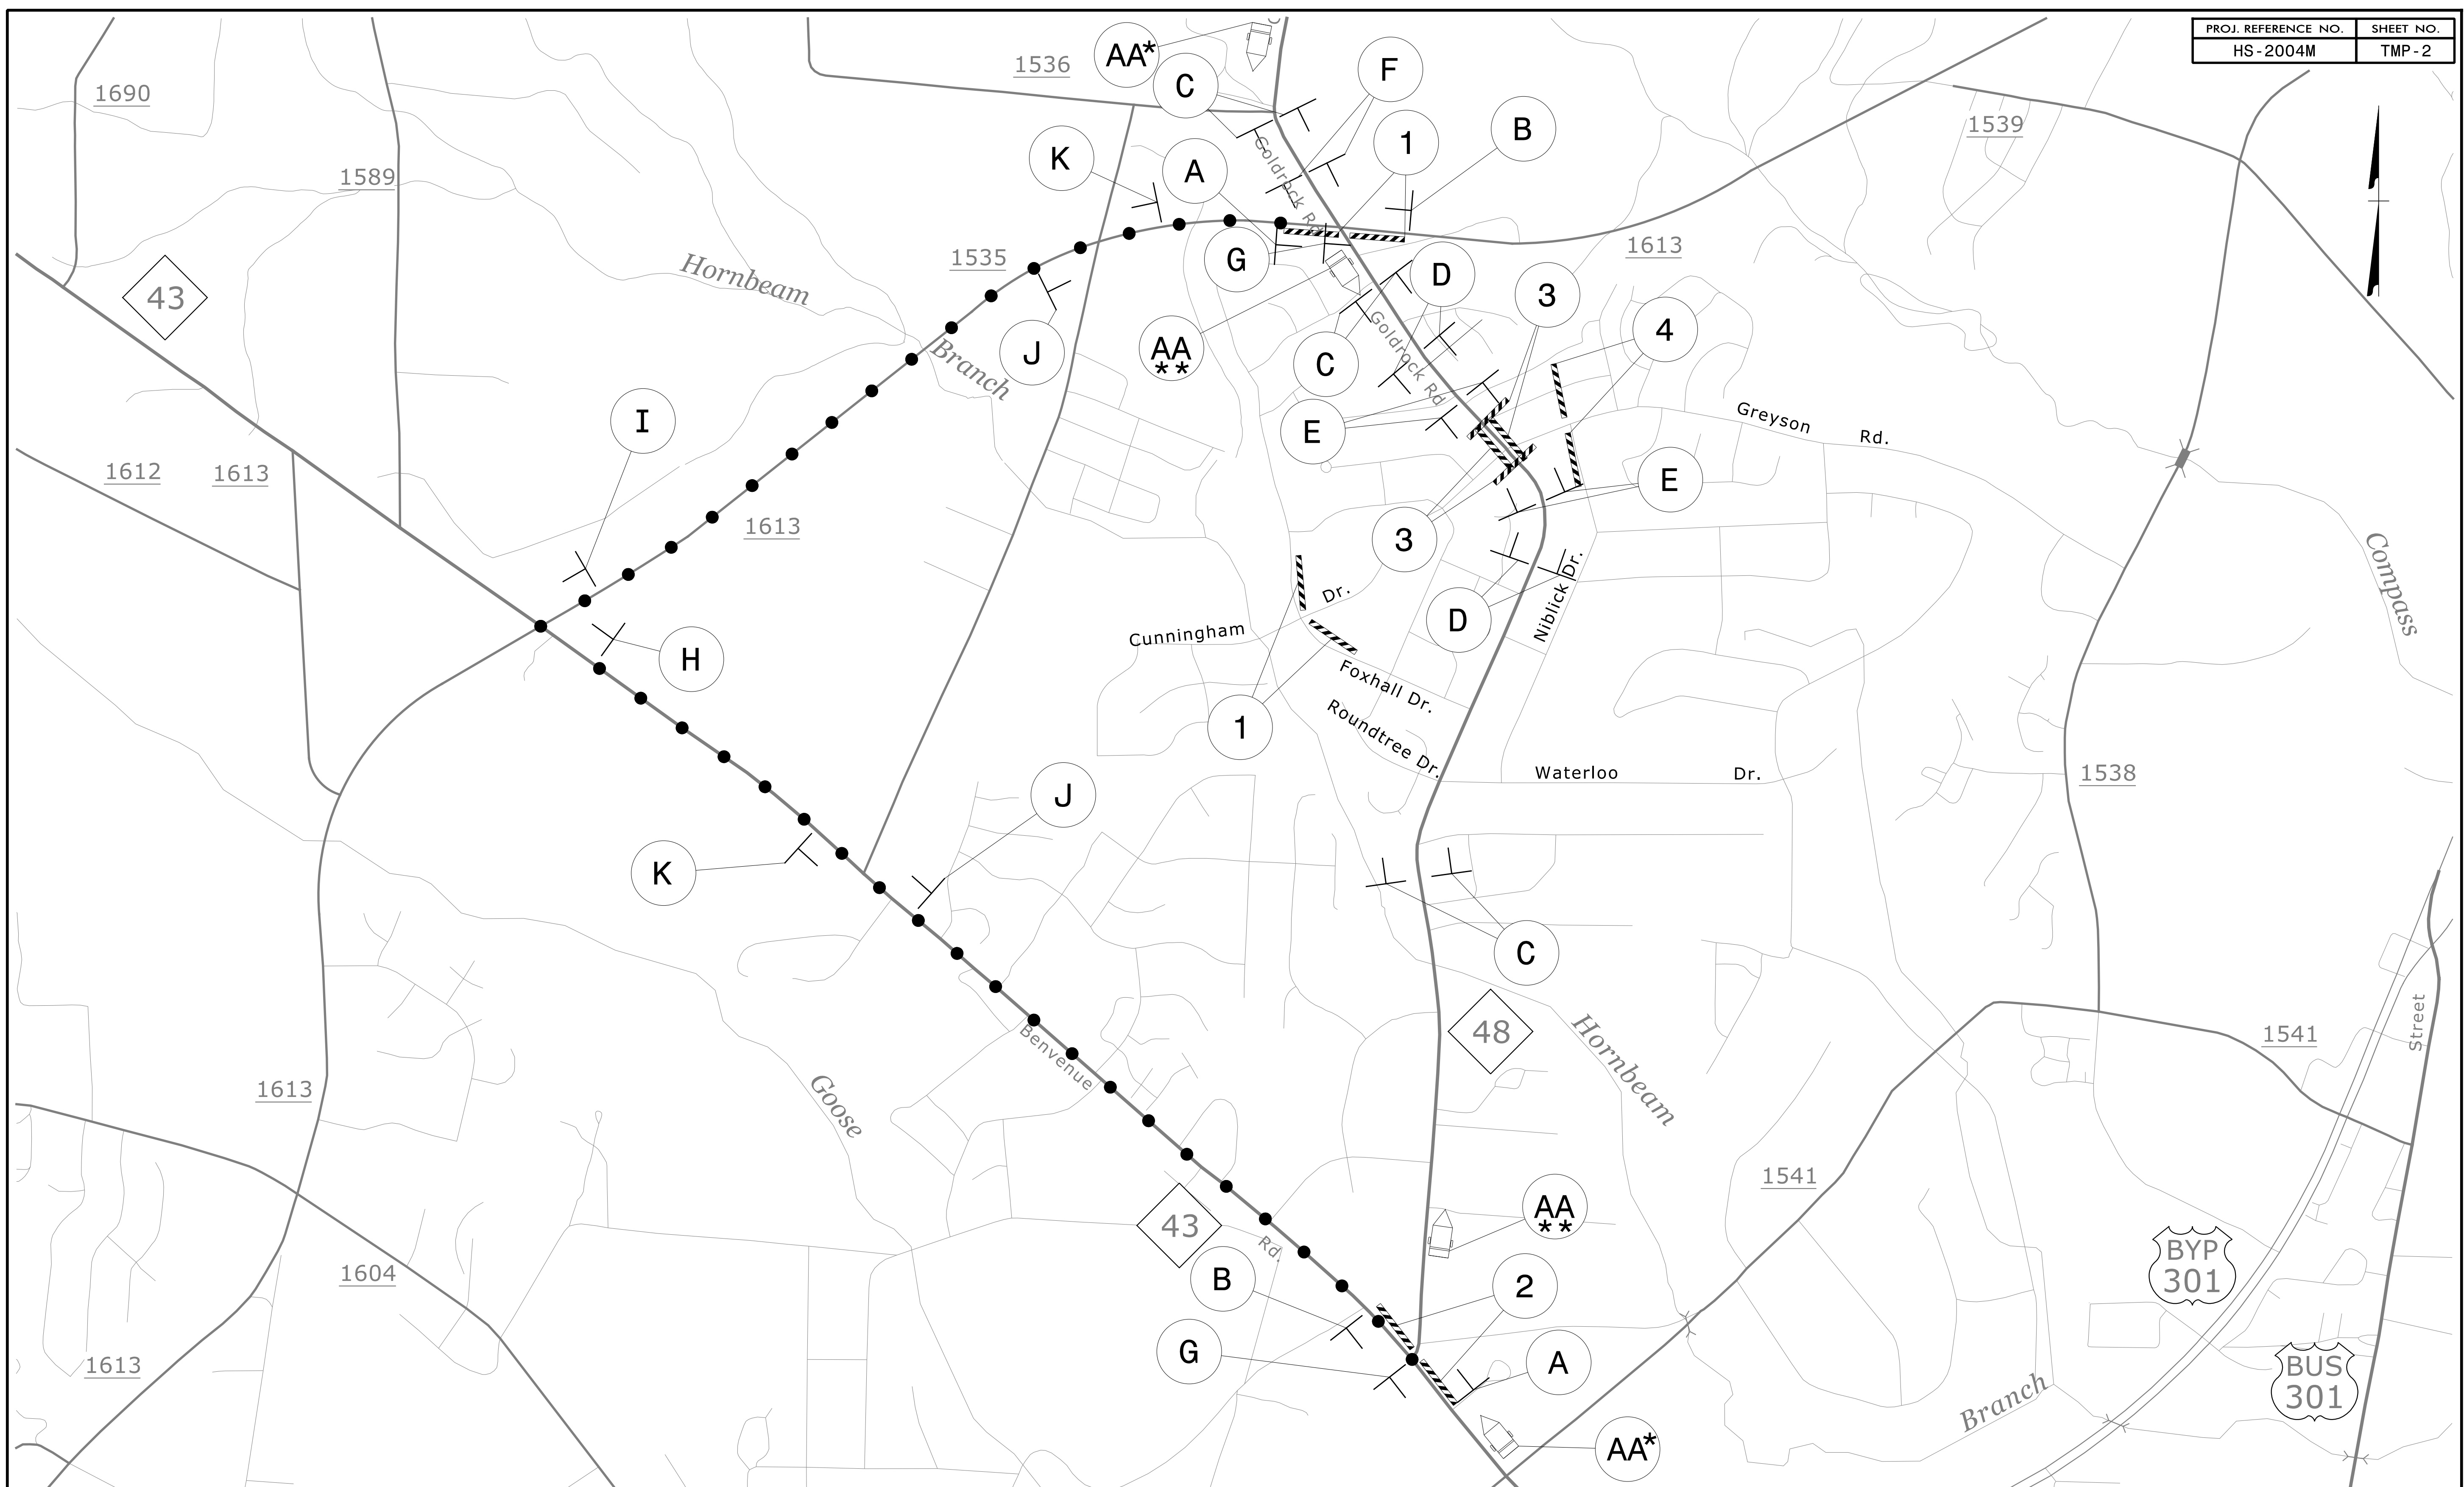 PROJ. REFERENCE NO. SHEET NO.
HS-2004M TMP-2
AA*
C
F
1536
1690
1
B
1539
K
A
Goldrock Rd
1589
1535
G
1613
Hornbeam
43
D
3
4
Branch
J
AA
**
C
Goldrock Rd
I
E
Greyson Rd.
1612
1613
E
1613
3
Compass
Cunningham Dr.
D
Niblick Dr.
H
Foxhall Dr.
1
Roundtree Dr.
Waterloo Dr.
1538
J
K
C
48
Hornbeam
Street
1541
Benvenue
Goose
1613
1541
AA
**
43
Rd.
BYP
301
1604
B
2
G
A
1613
BUS
301
Branch
AA*